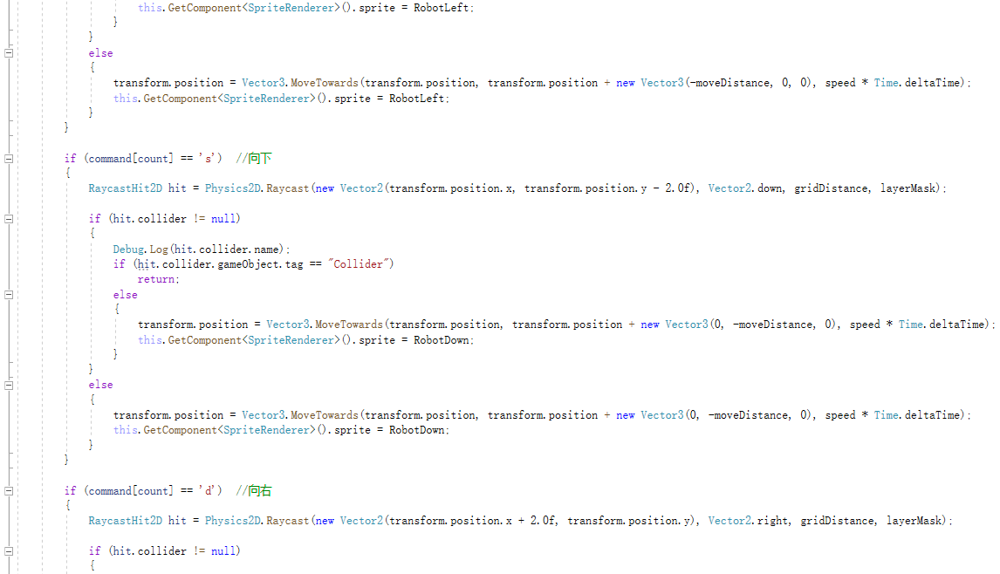 this.GetComponent<SpriteRenderer>().sprite = RobotLeft;
}
}
else
{
transform.position = Vector3.MoveTowards(transform.position, transform.position + new Vector3(-moveDistance, 0, 0), speed * Time.deltaTime);
this.GetComponent<SpriteRenderer>().sprite = RobotLeft;
}
}
if (command[count] == 's') //向下
{
RaycastHit2D hit = Physics2D.Raycast(new Vector2(transform.position.x, transform.position.y - 2.0f), Vector2.down, gridDistance, layerMask);
if (hit.collider != null)
{
Debug.Log(hit.collider.name);
if (hit.collider.gameObject.tag == "Collider")
return;
else
{
transform.position = Vector3.MoveTowards(transform.position, transform.position + new Vector3(0, -moveDistance, 0), speed * Time.deltaTime);
this.GetComponent<SpriteRenderer>().sprite = RobotDown;
}
}
else
{
transform.position = Vector3.MoveTowards(transform.position, transform.position + new Vector3(0, -moveDistance, 0), speed * Time.deltaTime);
this.GetComponent<SpriteRenderer>().sprite = RobotDown;
}
}
if (command[count] == 'd') //向右
{
RaycastHit2D hit = Physics2D.Raycast(new Vector2(transform.position.x + 2.0f, transform.position.y), Vector2.right, gridDistance, layerMask);
if (hit.collider != null)
{